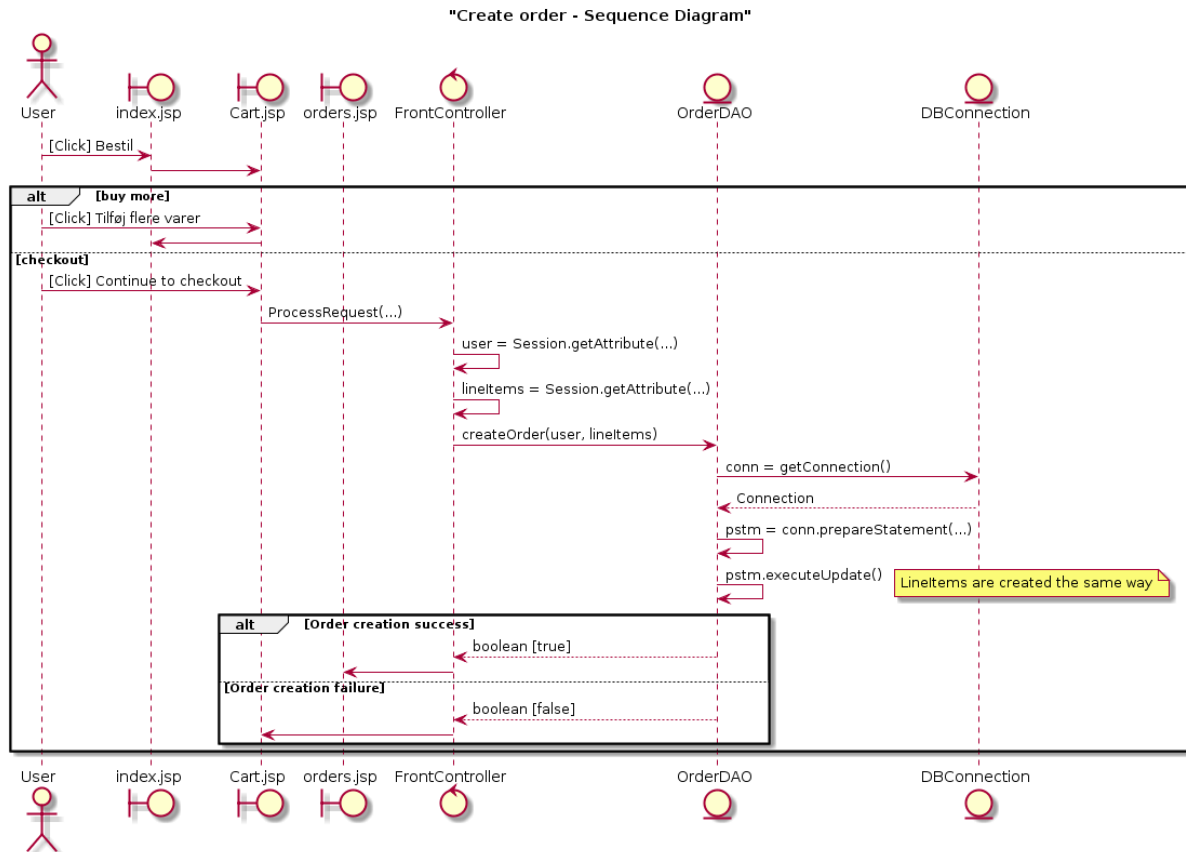 "Create order - Sequence Diagram"
User
index.jsp
Cart.jsp
orders.jsp
FrontController
OrderDAO
DBConnection
[Click] Bestil
alt [buy more]
[Click] Tilføj flere varer
[checkout]
[Click] Continue to checkout
ProcessRequest(...)
user = Session.getAttribute(...)
lineItems = Session.getAttribute(...)
createOrder(user, lineItems)
conn = getConnection()
Connection
pstm = conn.prepareStatement(...)
pstm.executeUpdate()
LineItems are created the same way
alt [Order creation success]
boolean [true]
[Order creation failure]
boolean [false]
User
index.jsp
Cart.jsp
orders.jsp
FrontController
OrderDAO
DBConnection